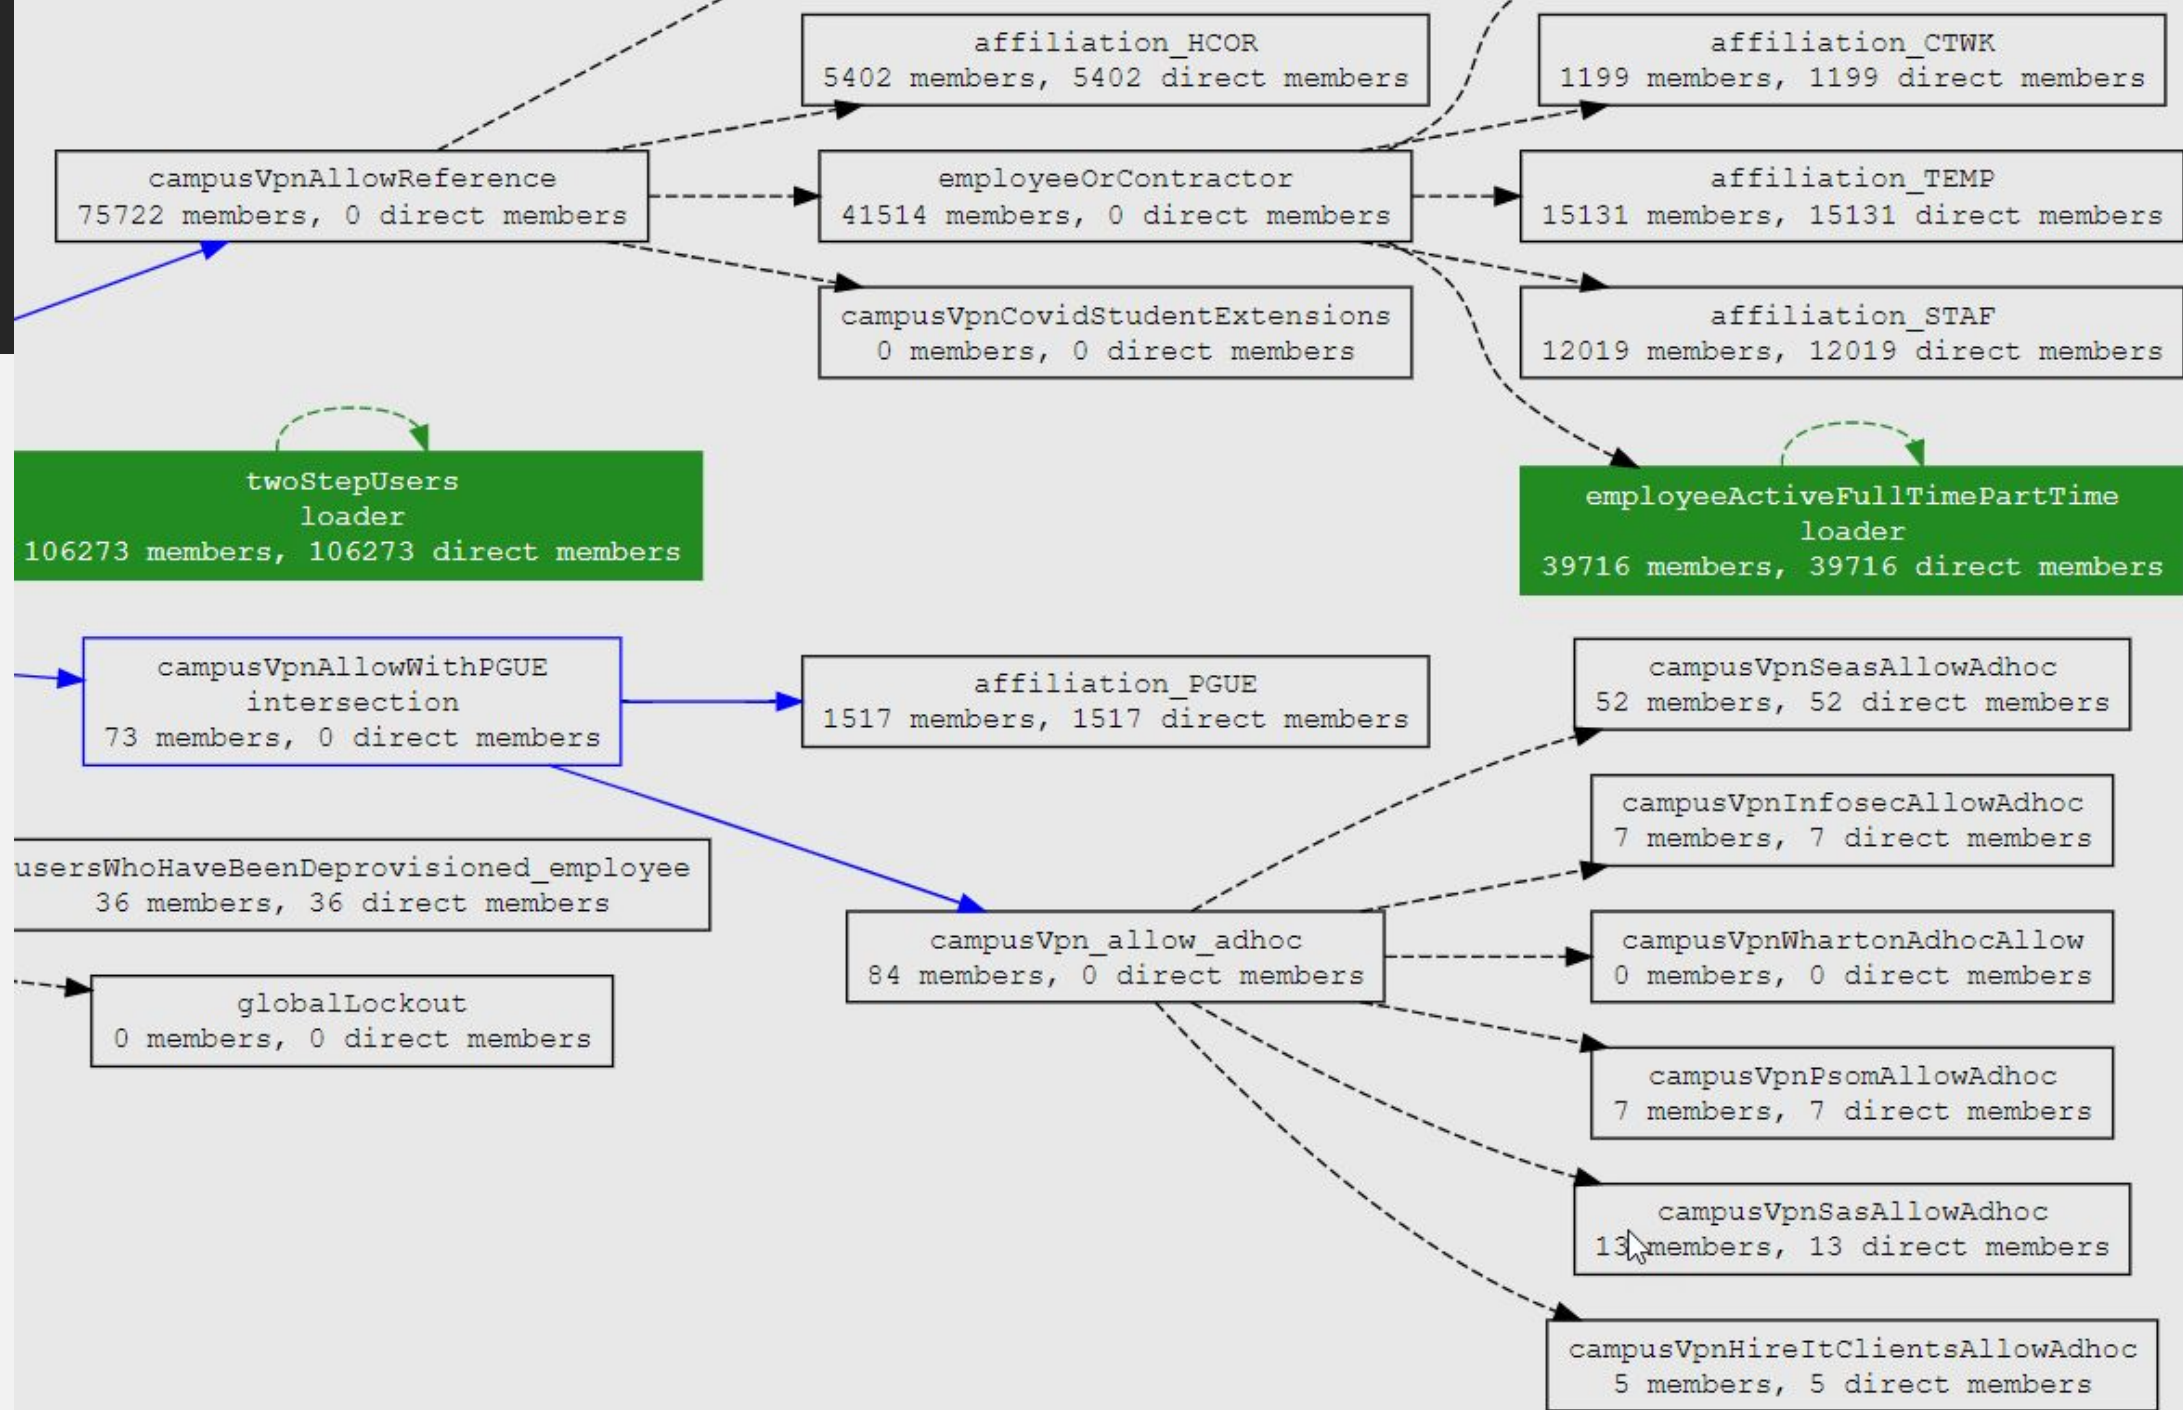 affiliation_HCOR
5402 members, 5402 direct members
affiliation_CTWK
1199 members, 1199 direct members
campusVpnAllowReference
75722 members, 0 direct members
employeeOrContractor
41514 members, 0 direct members
affiliation_TEMP
15131 members, 15131 direct members
campusVpnCovidStudentExtensions
0 members, 0 direct members
affiliation_STAF
12019 members, 12019 direct members
twoStepUsers
loader
106273 members, 106273 direct members
employeeActiveFullTimePartTime
loader
39716 members, 39716 direct members
campusVpnAllowWithPGUE
intersection
73 members, 0 direct members
affiliation_PGUE
1517 members, 1517 direct members
campusVpnSeasAllowAdhoc
52 members, 52 direct members
campusVpnInfosecAllowAdhoc
7 members, 7 direct members
usersWhoHaveBeenDeprovisioned_employee
36 members, 36 direct members
campusVpn_allow_adhoc
84 members, 0 direct members
campusVpnWhartonAdhocAllow
0 members, 0 direct members
globalLockout
0 members, 0 direct members
campusVpnPsomAllowAdhoc
7 members, 7 direct members
campusVpnSasAllowAdhoc
13 members, 13 direct members
campusVpnHireItClientsAllowAdhoc
5 members, 5 direct members